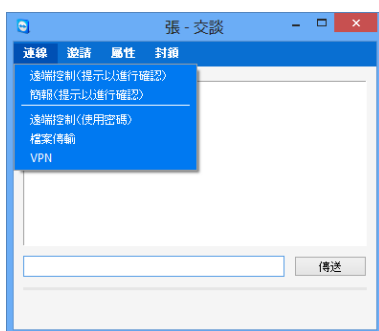 張 - 交談
連線 邀請 屬性 封鎖
遠端控制(提示以進行確認)
簡報(提示以進行確認)
遠端控制(使用密碼)
檔案傳輸
VPN
傳送